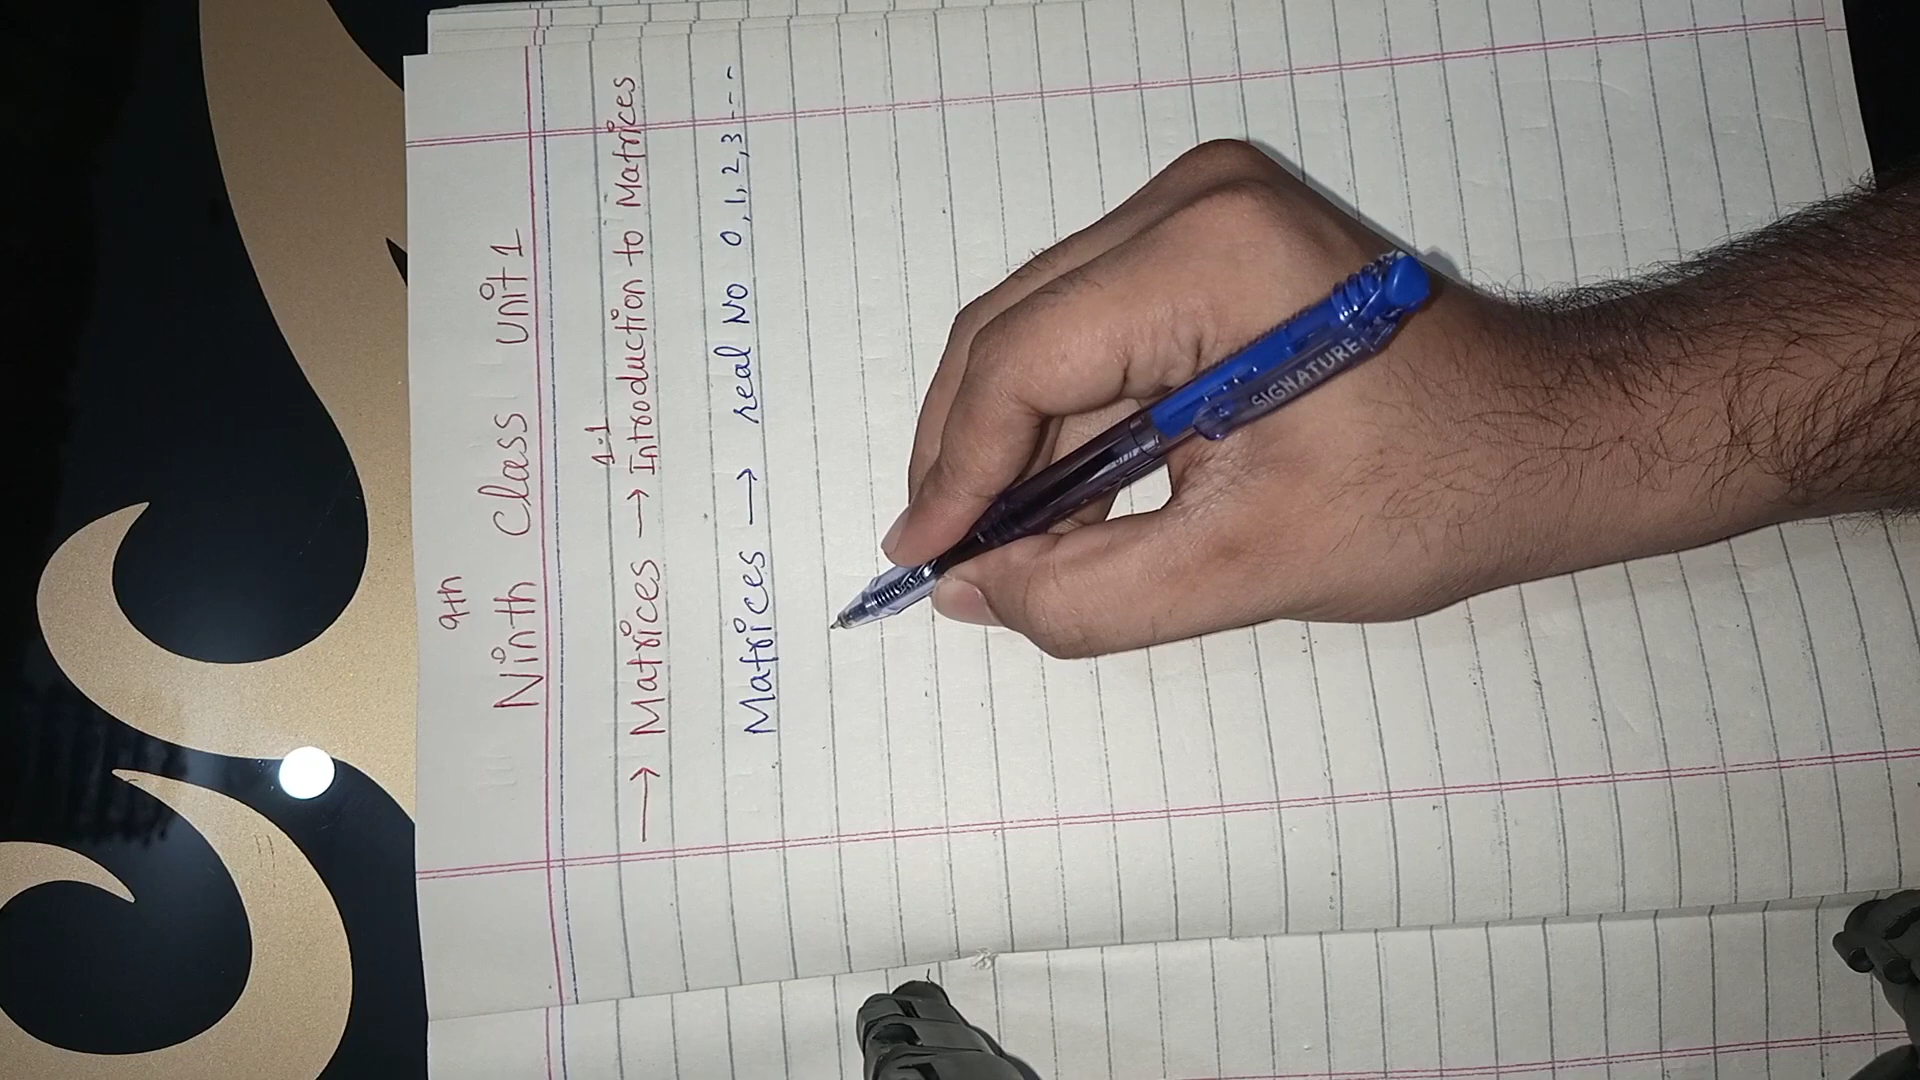 9th
Ninth Class Unit 1
1-1
→ Matrices → Introduction to Matrices
Matrices → real No 0, 1, 2, 3 ---
SIGNATURE